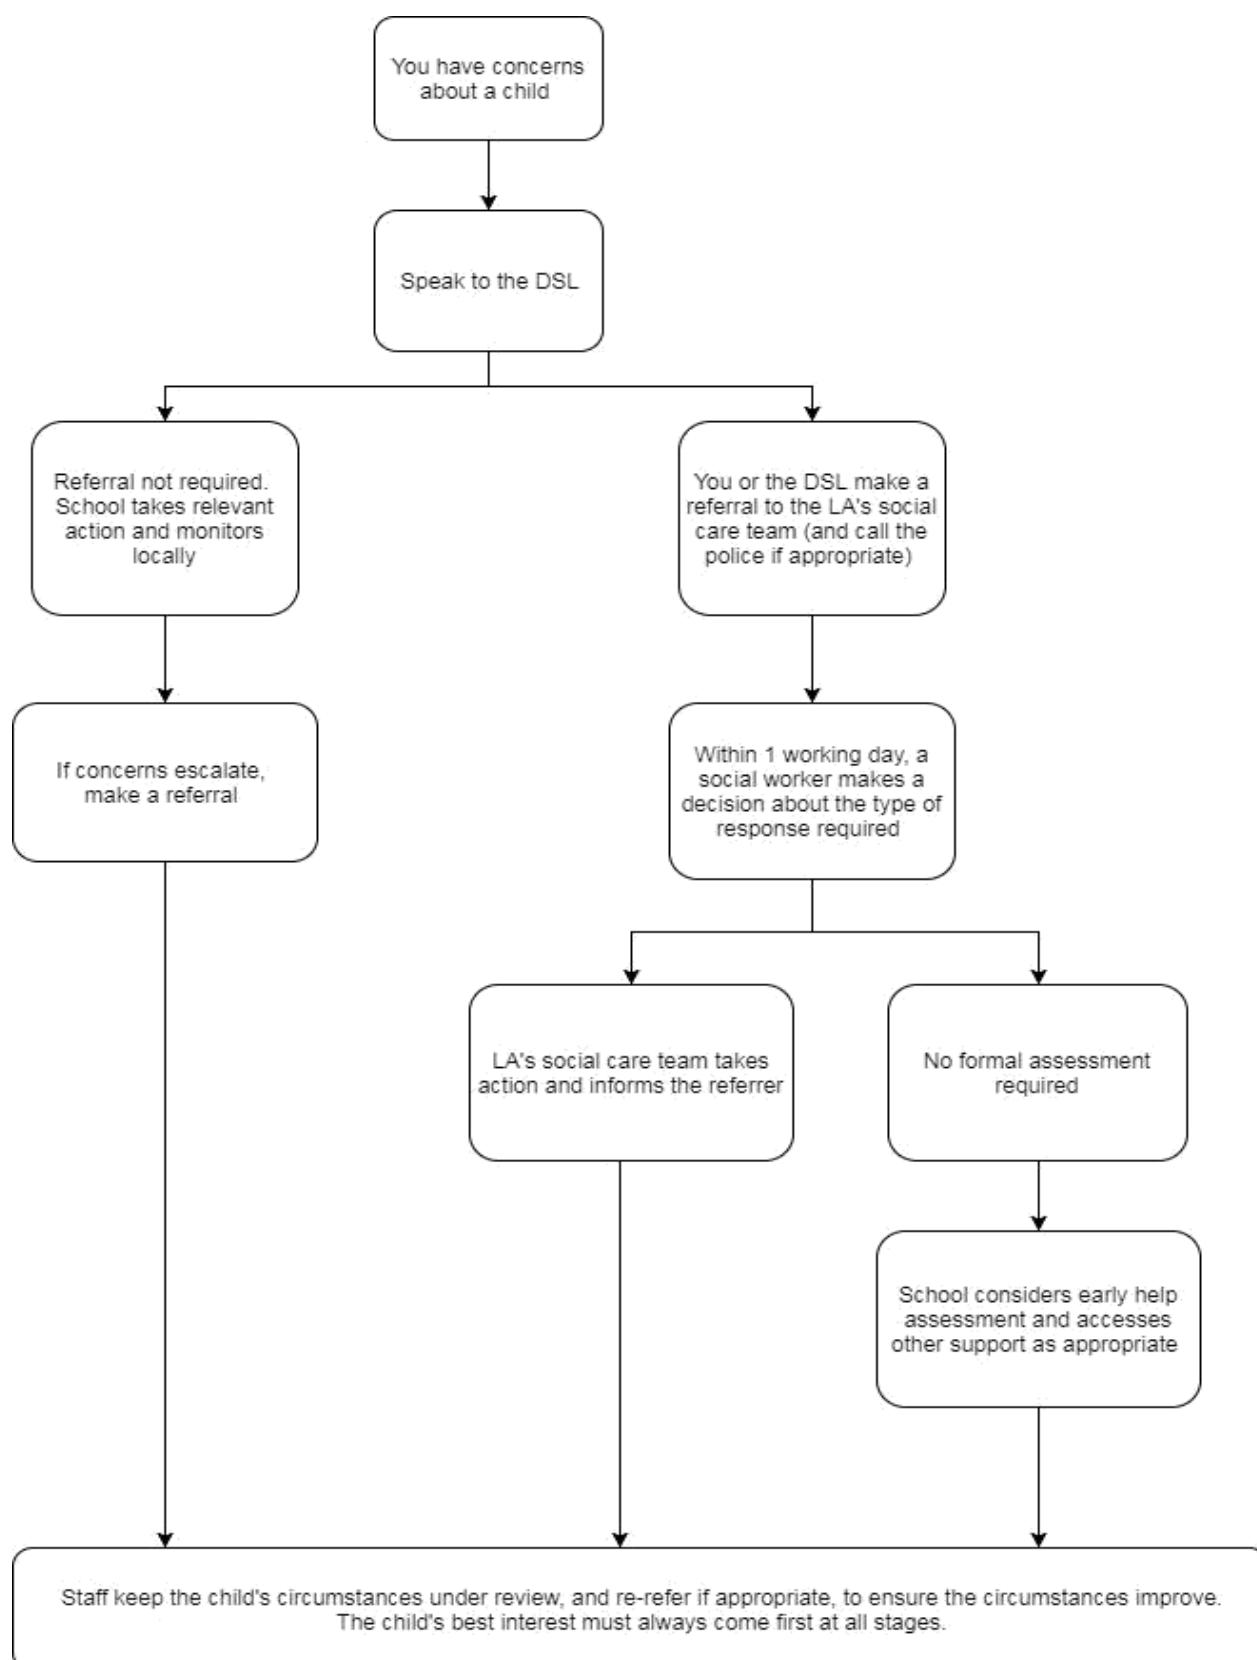 You have concerns
about a child
Speak to the DSL
Referral not required.
School takes relevant
action and monitors
locally
You or the DSL make a
referral to the LA's social
care team (and call the
police if appropriate)
If concerns escalate,
make a referral
Within 1 working day, a
social worker makes a
decision about the type of
response required
LA's social care team takes
action and informs the referrer
No formal assessment
required
School considers early help
assessment and accesses
other support as appropriate
Staff keep the child's circumstances under review, and re-refer if appropriate, to ensure the circumstances improve.
The child's best interest must always come first at all stages.